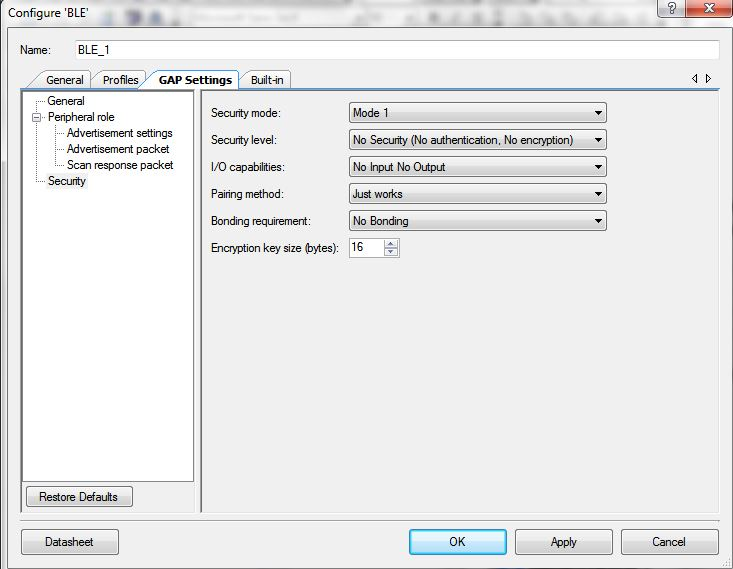 Configure 'BLE'
Name: BLE_1
General Profiles GAP Settings Built-in
General
Peripheral role
Advertisement settings
Advertisement packet
Scan response packet
Security
Security mode: Mode 1
Security level: No Security (No authentication, No encryption)
I/O capabilities: No Input No Output
Pairing method: Just works
Bonding requirement: No Bonding
Encryption key size (bytes): 16
Restore Defaults
Datasheet OK Apply Cancel